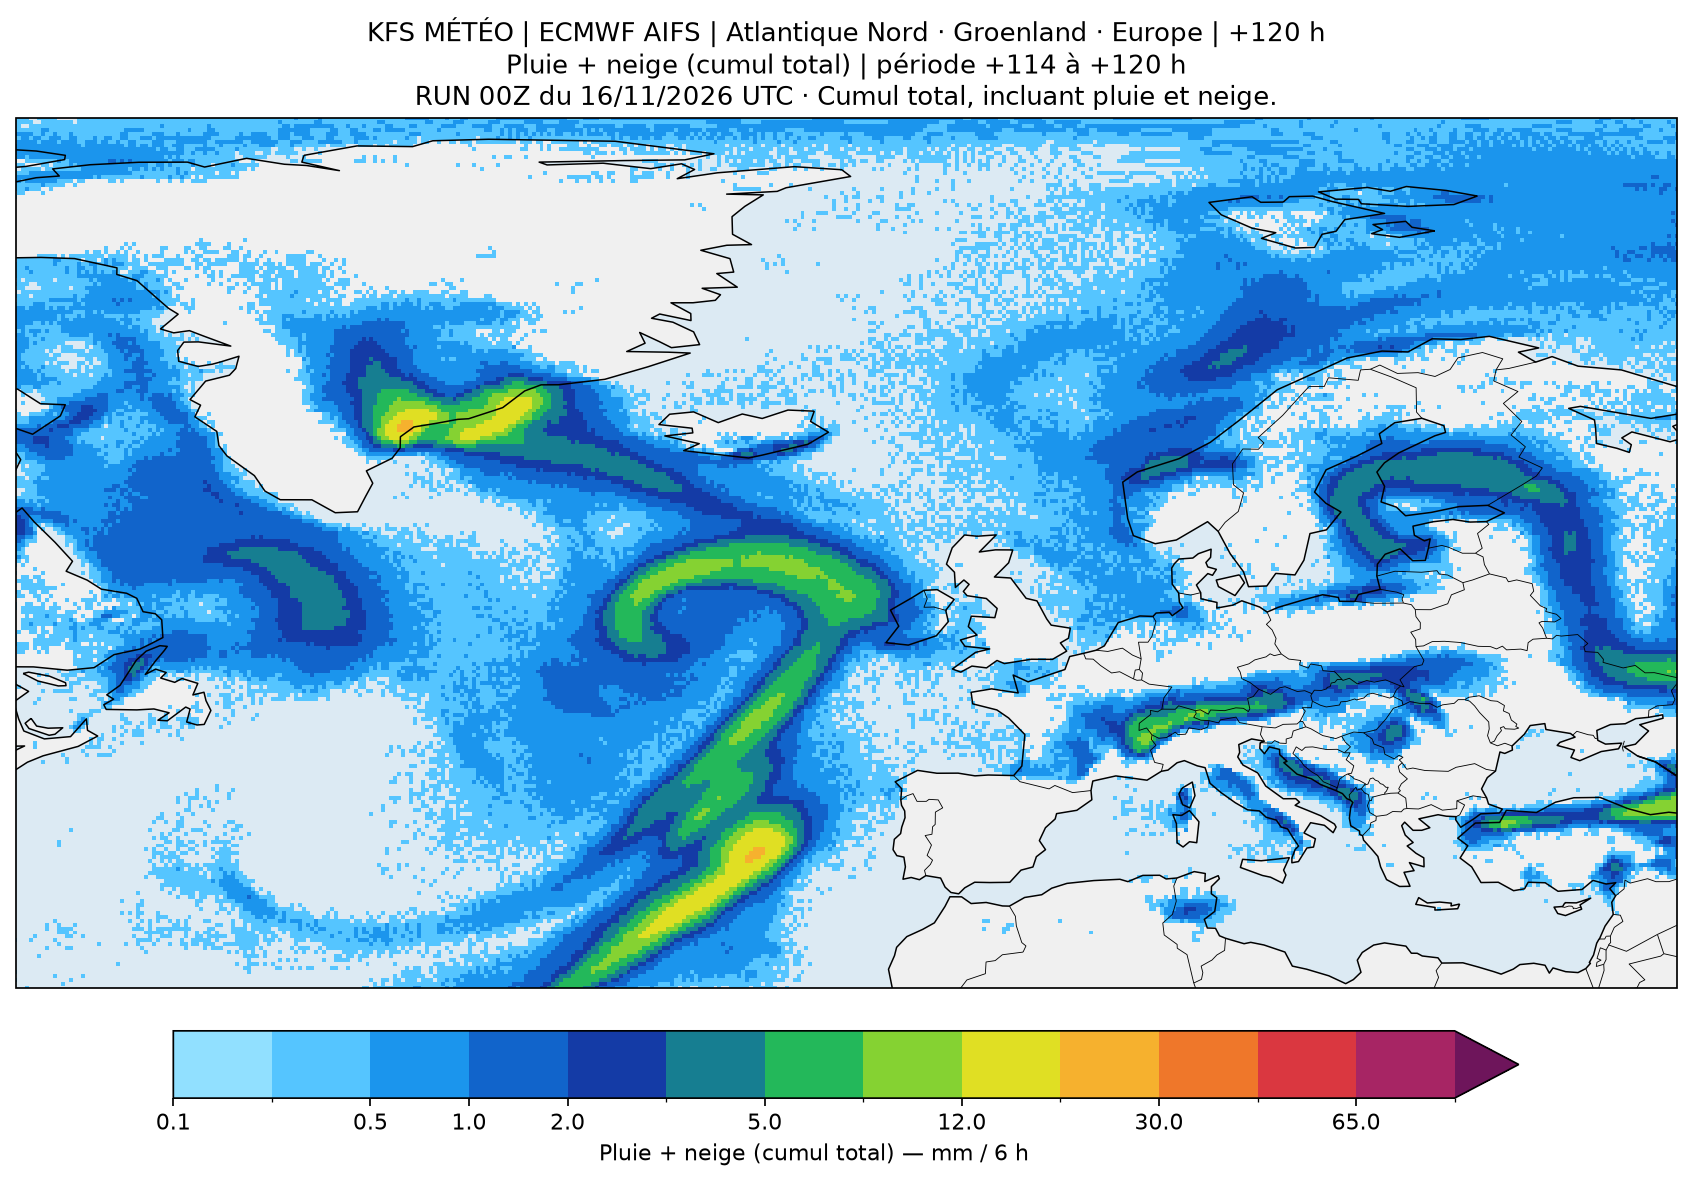 KFS MÉTÉO | ECMWF AIFS | Atlantique Nord · Groenland · Europe | +120 h
Pluie + neige (cumul total) | période +114 à +120 h
RUN 00Z du 16/11/2026 UTC · Cumul total, incluant pluie et neige.
0.1 0.5 1.0 2.0 5.0 12.0 30.0 65.0
Pluie + neige (cumul total) — mm / 6 h